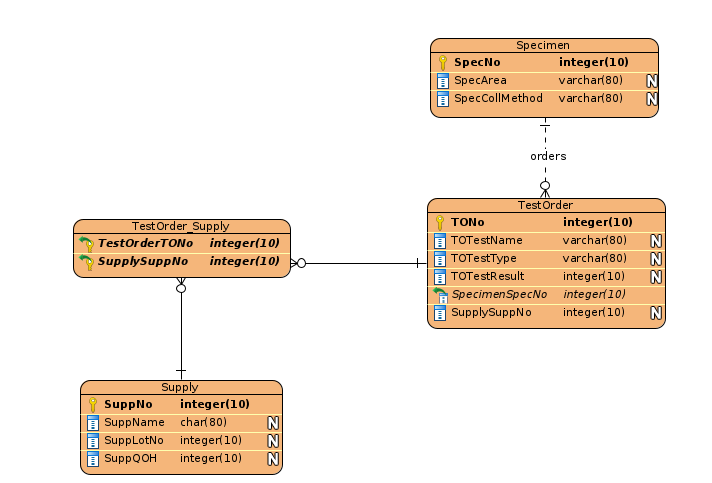 Specimen
SpecNo integer(10)
SpecArea varchar(80) N
SpecCollMethod varchar(80) N
orders
TestOrder
TONo integer(10)
TOTestName varchar(80) N
TOTestType varchar(80) N
TOTestResult integer(10) N
SpecimenSpecNo integer(10)
SupplySuppNo integer(10) N
TestOrder_Supply
TestOrderTONo integer(10)
SupplySuppNo integer(10)
Supply
SuppNo integer(10)
SuppName char(80) N
SuppLotNo integer(10) N
SuppQOH integer(10) N